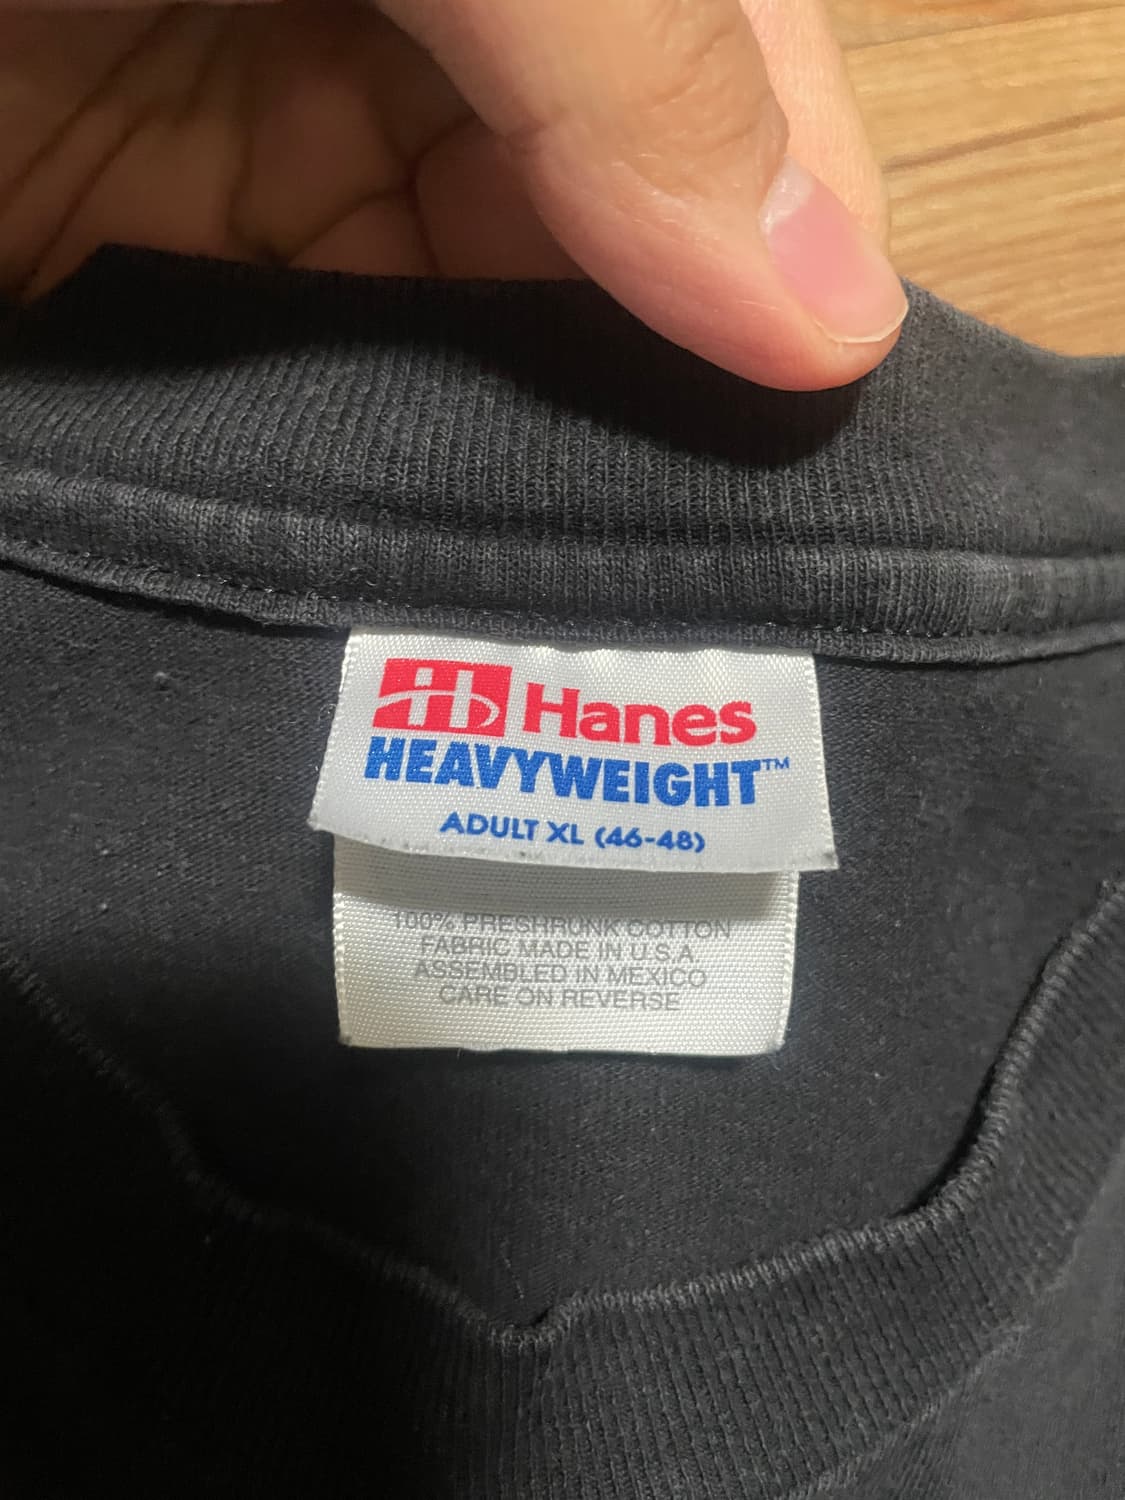 H Hanes
HEAVYWEIGHT™
ADULT XL (46-48)
100% PRESHRUNK COTTON
FABRIC MADE IN U.S.A
ASSEMBLED IN MEXICO
CARE ON REVERSE